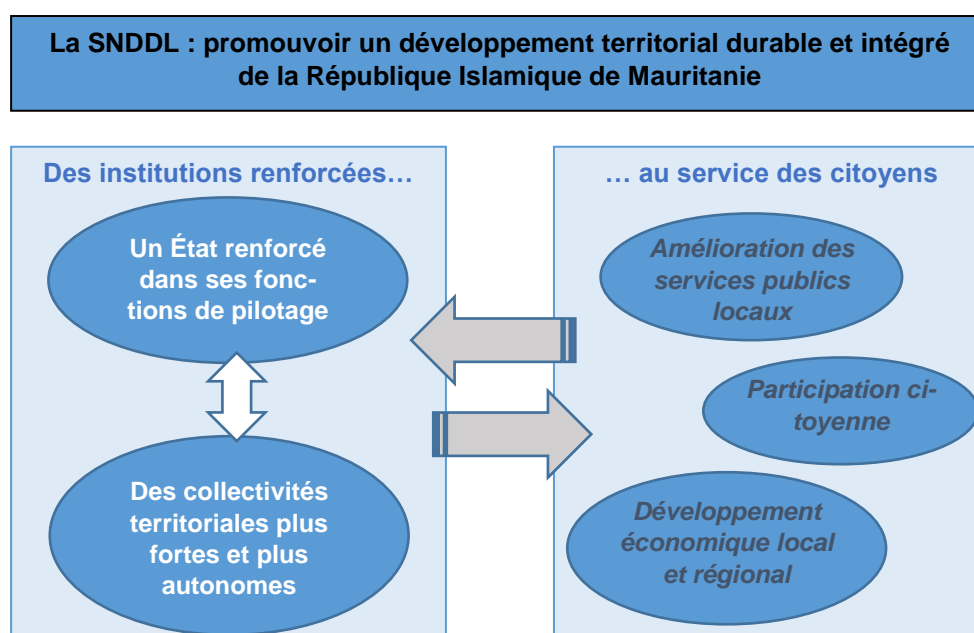 La SNDDL : promouvoir un développement territorial durable et intégré
de la République Islamique de Mauritanie
Des institutions renforcées…
Un État renforcé
dans ses fonc-
tions de pilotage
Des collectivités
territoriales plus
fortes et plus
autonomes
… au service des citoyens
Amélioration des
services publics
locaux
Participation ci-
toyenne
Développement
économique local
et régional